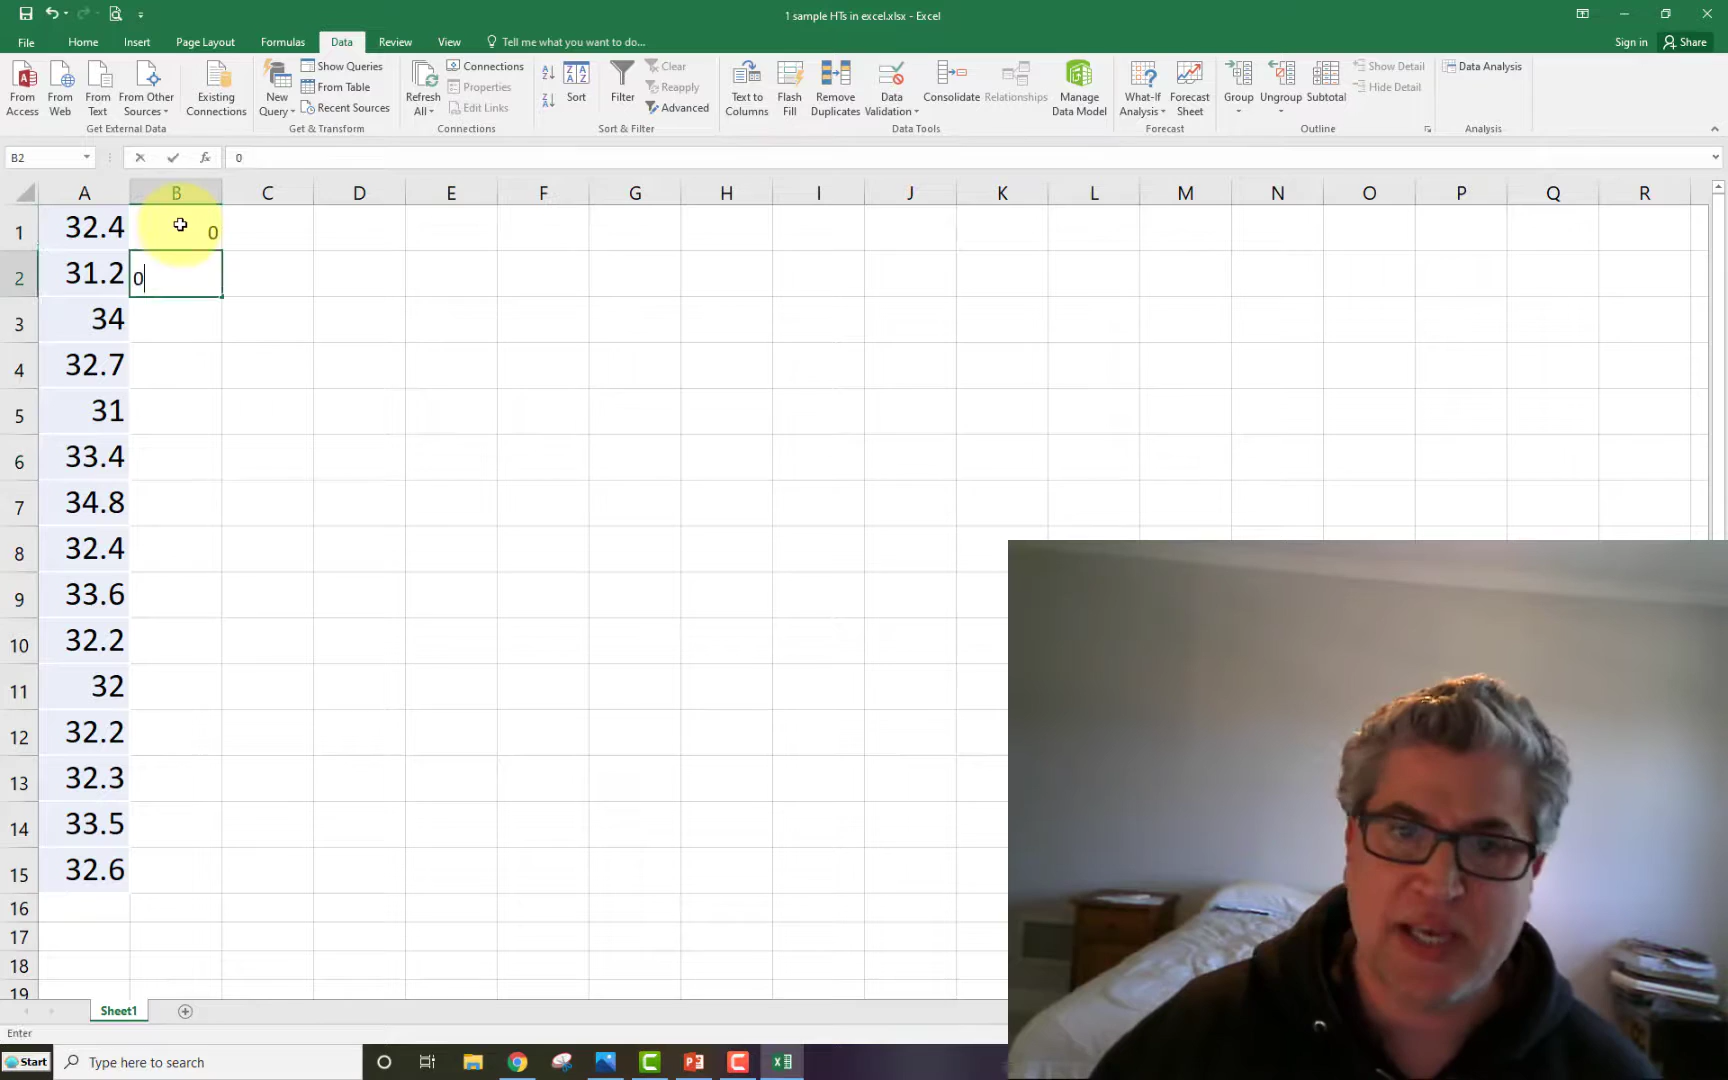 1 sample HTs in excel.xlsx - Excel
File Home Insert Page Layout Formulas Data Review View Tell me what you want to do... Sign in Share
From Access
From Web
From Text
From Other Sources
Existing Connections
Get External Data
New Query
Show Queries
From Table
Recent Sources
Get & Transform
Refresh All
Connections
Properties
Edit Links
Connections
Sort
Filter
Clear
Reapply
Advanced
Sort & Filter
Text to Columns
Flash Fill
Remove Duplicates
Data Validation
Consolidate
Relationships
Manage Data Model
Data Tools
What-If Analysis
Forecast Sheet
Forecast
Group
Ungroup
Subtotal
Show Detail
Hide Detail
Outline
Data Analysis
Analysis
B2 fx 0
A B C D E F G H I J K L M N O P Q R
1 32.4 0
2 31.2 0
3 34
4 32.7
5 31
6 33.4
7 34.8
8 32.4
9 33.6
10 32.2
11 32
12 32.2
13 32.3
14 33.5
15 32.6
16
17
18
19
Sheet1
Enter
Start Type here to search